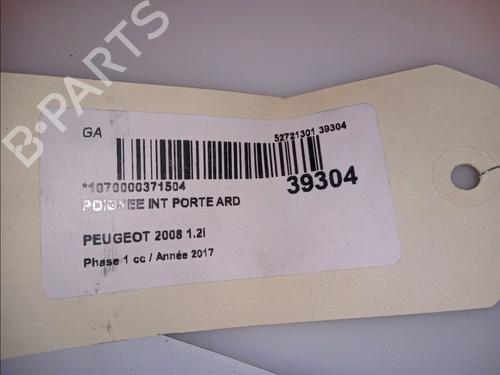 B-PARTS
GA
52721301 39304
*1070000371504
39304
POIGNEE INT PORTE ARD
PEUGEOT 2008 1.2i
Phase 1 cc / Année 2017